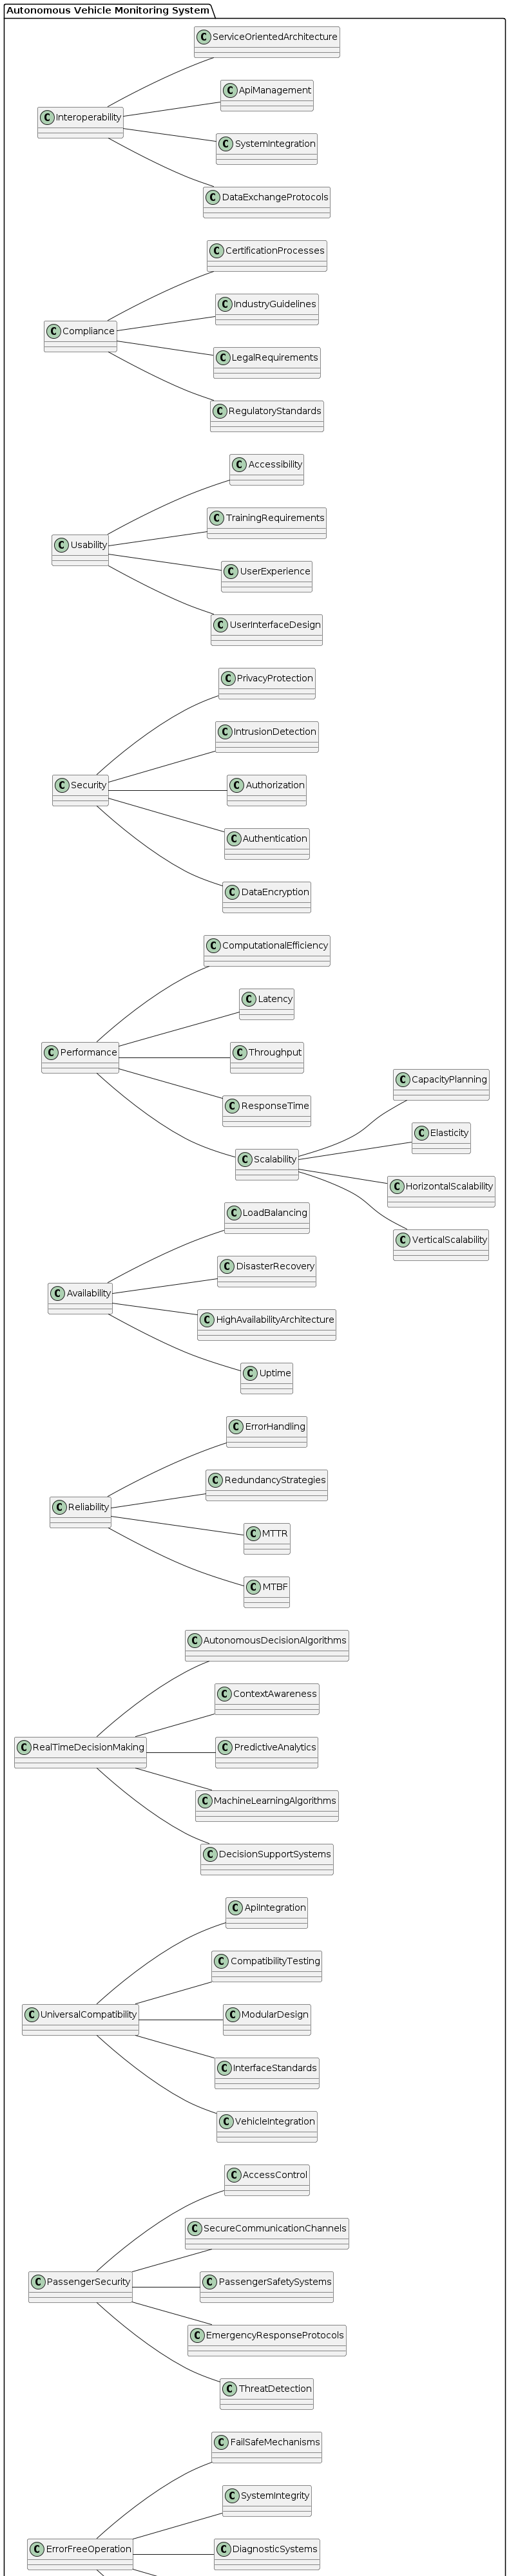 Autonomous Vehicle Monitoring System
C ServiceOrientedArchitecture
C ApiManagement
C Interoperability
C SystemIntegration
C DataExchangeProtocols
C CertificationProcesses
C IndustryGuidelines
C Compliance
C LegalRequirements
C RegulatoryStandards
C Accessibility
C TrainingRequirements
C Usability
C UserExperience
C UserInterfaceDesign
C PrivacyProtection
C IntrusionDetection
C Security
C Authorization
C Authentication
C DataEncryption
C ComputationalEfficiency
C Latency
C Performance
C Throughput
C CapacityPlanning
C ResponseTime
C Elasticity
C Scalability
C HorizontalScalability
C LoadBalancing
C VerticalScalability
C DisasterRecovery
C Availability
C HighAvailabilityArchitecture
C Uptime
C ErrorHandling
C RedundancyStrategies
C Reliability
C MTTR
C MTBF
C AutonomousDecisionAlgorithms
C ContextAwareness
C RealTimeDecisionMaking
C PredictiveAnalytics
C MachineLearningAlgorithms
C DecisionSupportSystems
C ApiIntegration
C CompatibilityTesting
C UniversalCompatibility
C ModularDesign
C InterfaceStandards
C VehicleIntegration
C AccessControl
C SecureCommunicationChannels
C PassengerSecurity
C PassengerSafetySystems
C EmergencyResponseProtocols
C ThreatDetection
C FailSafeMechanisms
C SystemIntegrity
C ErrorFreeOperation
C DiagnosticSystems